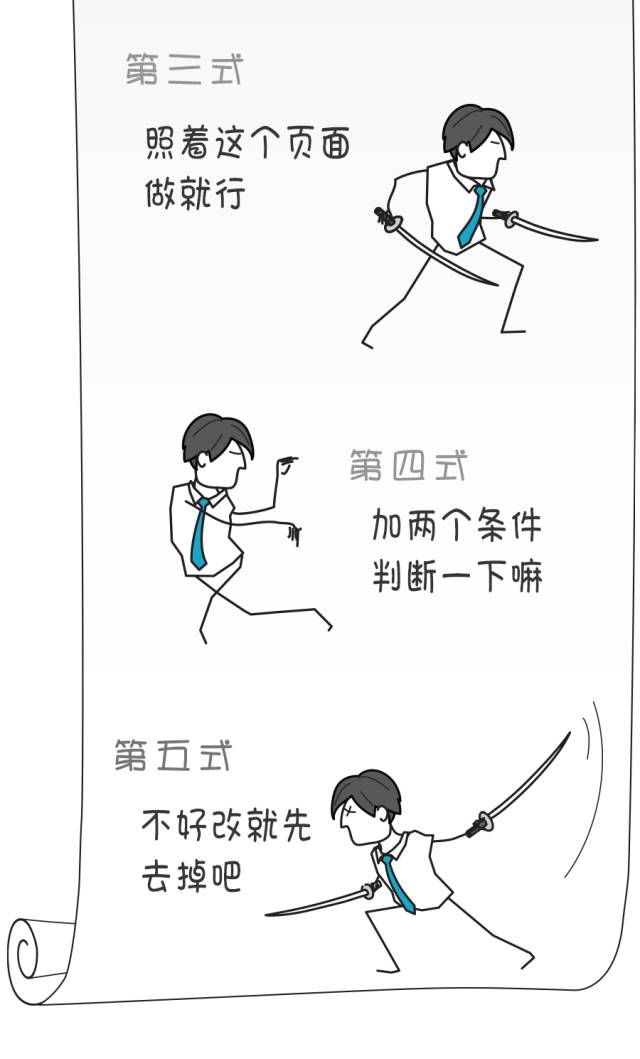 第三式
照着这个页面
做就行
第四式
加两个条件
判断一下嘛
第五式
不好改就先
去掉吧